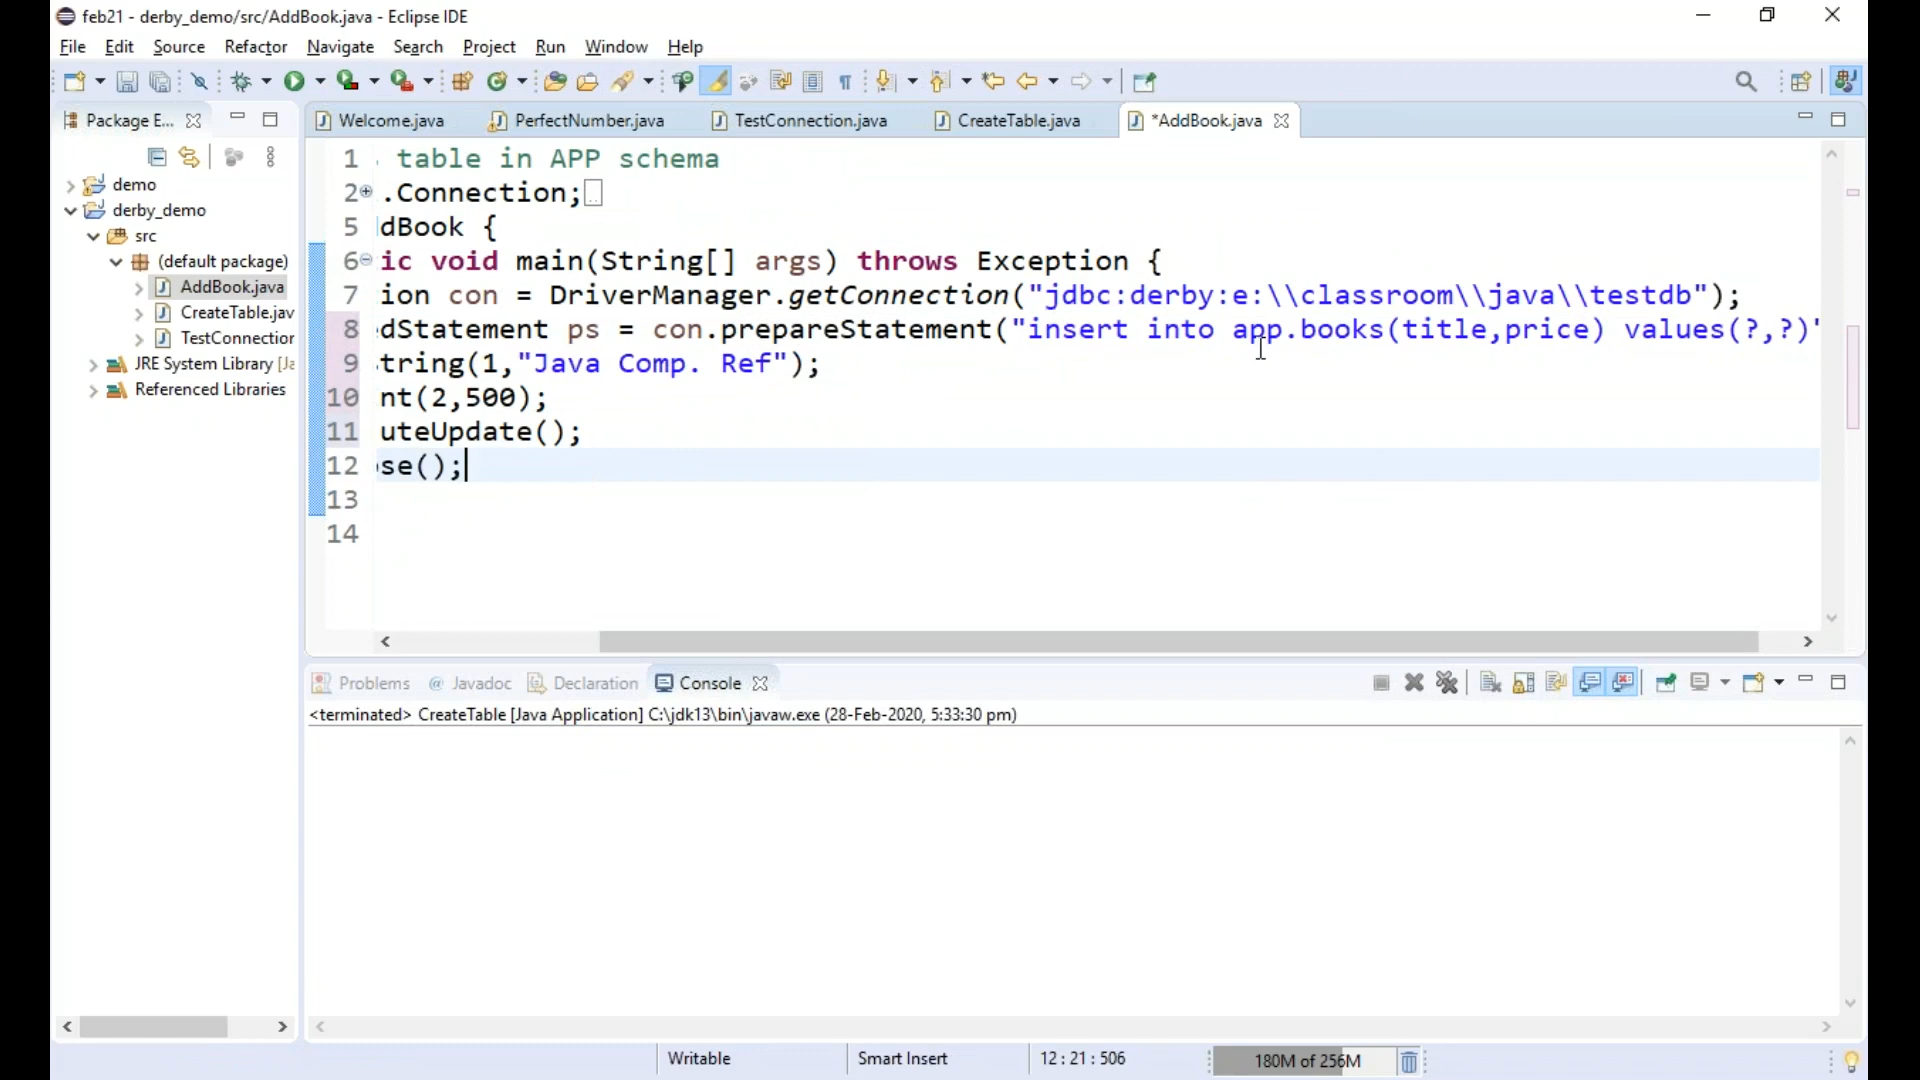 feb21 - derby_demo/src/AddBook.java - Eclipse IDE
File Edit Source Refactor Navigate Search Project Run Window Help
Package E...
Welcome.java PerfectNumber.java TestConnection.java CreateTable.java *AddBook.java
demo
derby_demo
src
(default package)
AddBook.java
CreateTable.jav
TestConnection
JRE System Library [Ja
Referenced Libraries
1 table in APP schema
2 .Connection;
5 dBook {
6 ic void main(String[] args) throws Exception {
7 ion con = DriverManager.getConnection("jdbc:derby:e:\\classroom\\java\\testdb");
8 dStatement ps = con.prepareStatement("insert into app.books(title,price) values(?,?)"
9 tring(1,"Java Comp. Ref");
10 nt(2,500);
11 uteUpdate();
12 se();
13
14
Problems @ Javadoc Declaration Console
<terminated> CreateTable [Java Application] C:\jdk13\bin\javaw.exe (28-Feb-2020, 5:33:30 pm)
Writable Smart Insert 12 : 21 : 506 180M of 256M